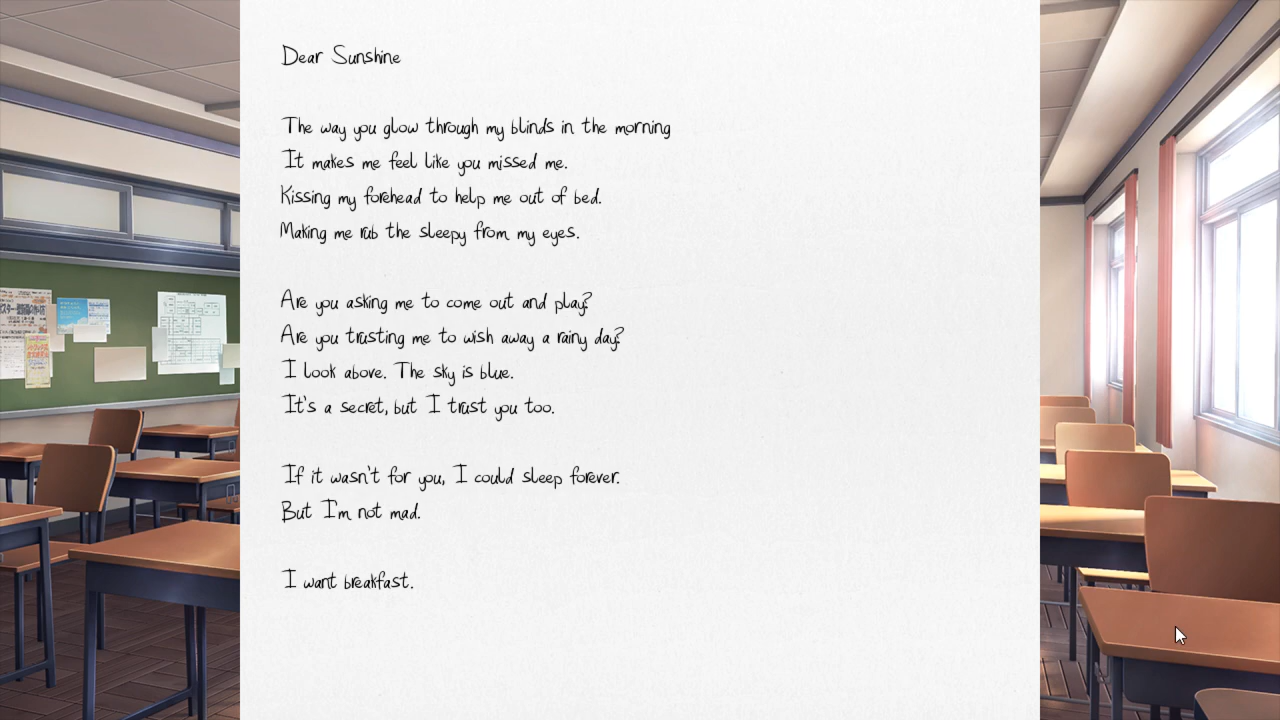 Dear Sunshine
The way you glow through my blinds in the morning
It makes me feel like you missed me.
Kissing my forehead to help me out of bed.
Making me rub the sleepy from my eyes.
Are you asking me to come out and play?
Are you trusting me to wish away a rainy day?
I look above. The sky is blue.
It's a secret, but I trust you too.
If it wasn't for you, I could sleep forever.
But I'm not mad.
I want breakfast.